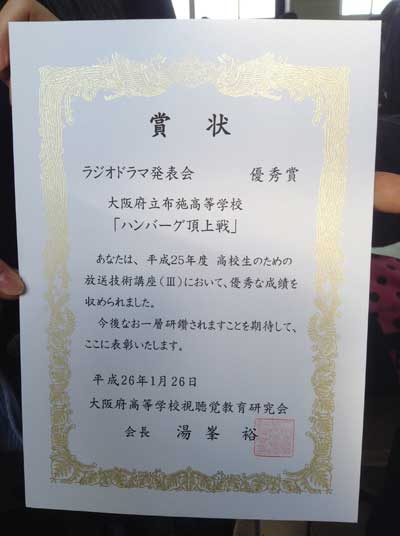 賞状
ラジオドラマ発表会 優秀賞
大阪府立布施高等学校
「ハンバーグ頂上戦」
あなたは、平成25年度 高校生のための
放送技術講座(Ⅲ)において、優秀な成績を
収められました。
今後なお一層研鑽されますことを期待して、
ここに表彰いたします。
平成26年1月26日
大阪府高等学校視聴覚教育研究会
会長 湯峯 裕